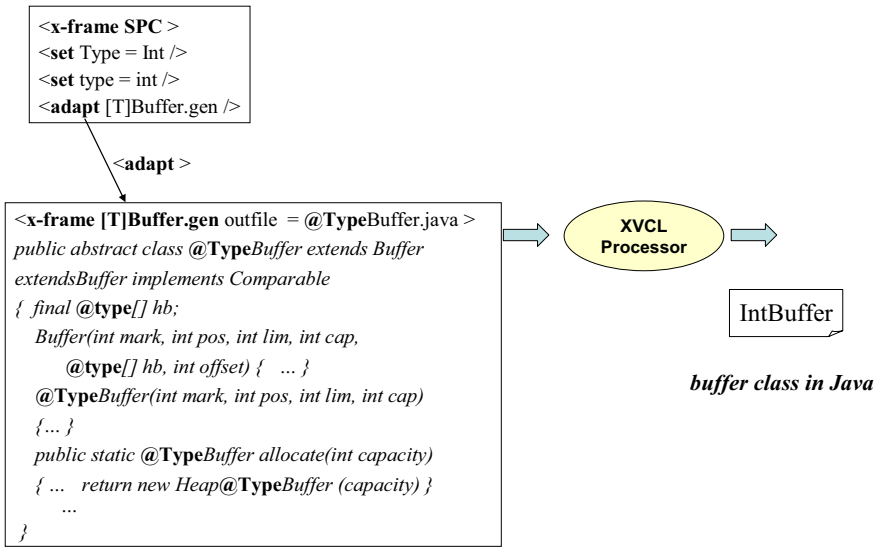 <x-frame SPC >
<set Type = Int />
<set type = int />
<adapt [T]Buffer.gen />
<adapt >
<x-frame [T]Buffer.gen outfile = @TypeBuffer.java >
public abstract class @TypeBuffer extends Buffer
extendsBuffer implements Comparable
{ final @type[] hb;
Buffer(int mark, int pos, int lim, int cap,
@type[] hb, int offset) { ... }
@TypeBuffer(int mark, int pos, int lim, int cap)
{... }
public static @TypeBuffer allocate(int capacity)
{ ... return new Heap@TypeBuffer (capacity) }
...
}
XVCL
Processor
IntBuffer
buffer class in Java